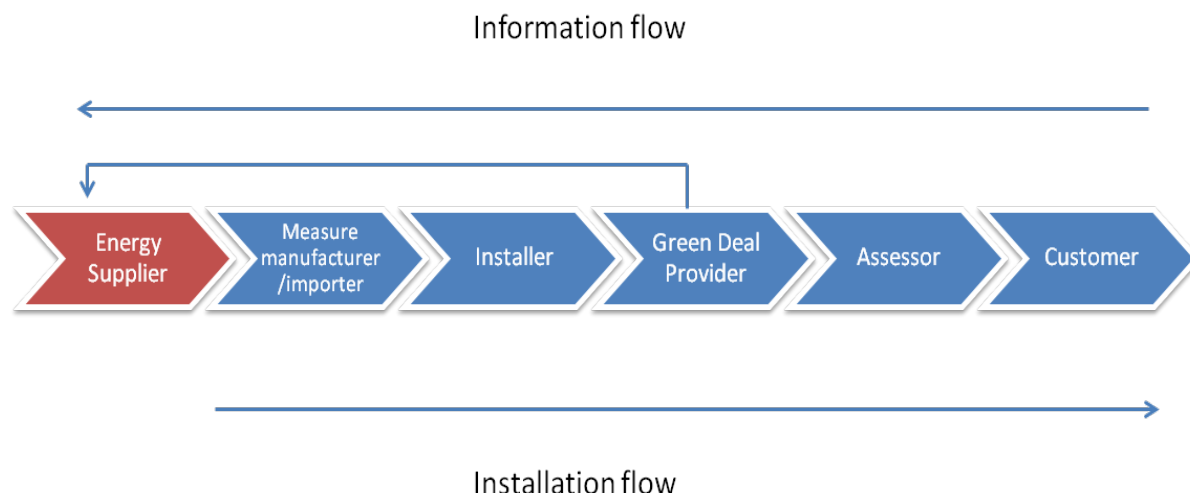 Information flow
Energy
Supplier
Measure
manufacturer
/importer
Installer
Green Deal
Provider
Assessor
Customer
Installation flow